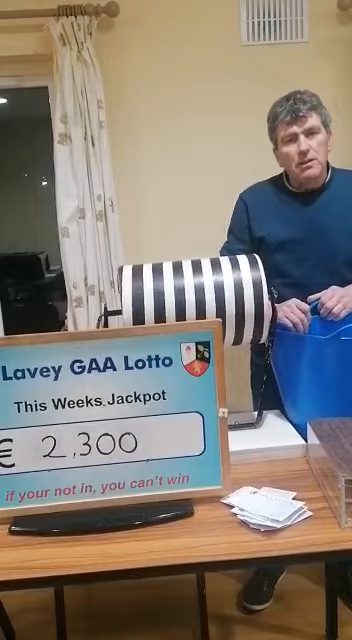 Lavey GAA Lotto
This Weeks Jackpot
€ 2,300
if your not in, you can't win